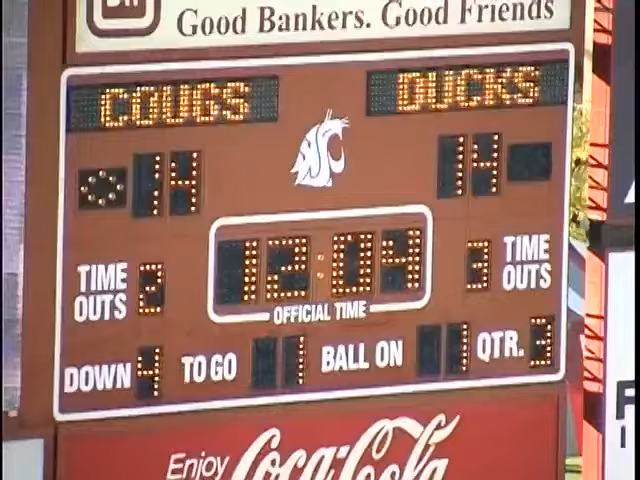 Good Bankers. Good Friends
COUGS DUCKS
14 14
TIME OUTS 2
12:04
OFFICIAL TIME
3 TIME OUTS
DOWN 4 TO GO 1 BALL ON 1 QTR. 3
Enjoy
Coca-Cola